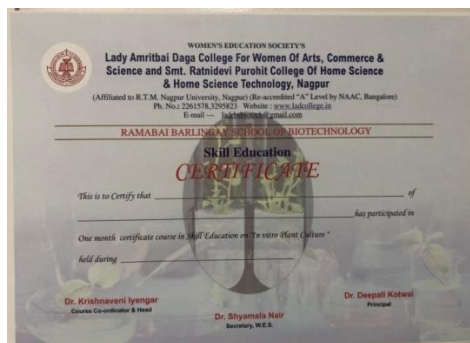 WOMEN'S EDUCATION SOCIETY'S
Lady Amritbai Daga College For Women Of Arts, Commerce &
Science and Smt. Ratnidevi Purohit College Of Home Science
& Home Science Technology, Nagpur
(Affiliated to R.T.M. Nagpur University, Nagpur) (Re-accredited "A" Level by NAAC, Bangalore)
Ph. No.: 2261578,3295823 Website : www.ladcollege.in
E-mail —
RAMABAI BARLINGAY SCHOOL OF BIOTECHNOLOGY
Skill Education
CERTIFICATE
This is to Certify that of
has participated in
One month certificate course in Skill Education on "In vitro Plant Culture "
held during
Dr. Krishnaveni Iyengar
Course Co-ordinator & Head
Dr. Shyamala Nair
Secretary, W.E.S.
Dr. Deepali Kotwal
Principal